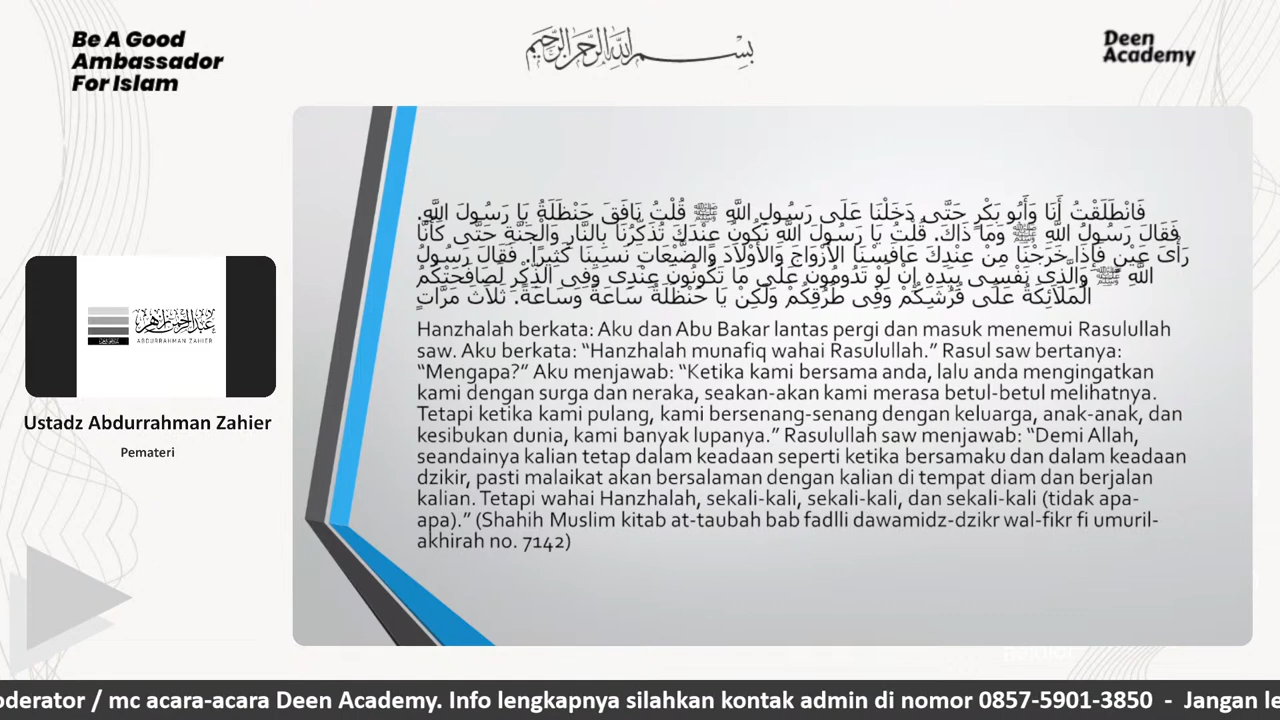 Be A Good
Ambassador
For Islam
بسم الله الرحمن الرحيم
Deen
Academy
فَانْطَلَقْتُ أَنَا وَأَبُو بَكْرٍ حَتَّى دَخَلْنَا عَلَى رَسُولِ اللَّهِ ﷺ قُلْتُ نَافَقَ حَنْظَلَةُ يَا رَسُولَ اللَّهِ.
فَقَالَ رَسُولُ اللَّهِ ﷺ وَمَا ذَاكَ. قُلْتُ يَا رَسُولَ اللَّهِ نَكُونُ عِنْدَكَ تُذَكِّرُنَا بِالنَّارِ وَالْجَنَّةِ حَتَّى كَأَنَّا
رَأْىَ عَيْنٍ فَإِذَا خَرَجْنَا مِنْ عِنْدِكَ عَافَسْنَا الأَزْوَاجَ وَالأَوْلاَدَ وَالضَّيْعَاتِ نَسِينَا كَثِيرًا. فَقَالَ رَسُولُ
اللَّهِ ﷺ وَالَّذِى نَفْسِى بِيَدِهِ إِنْ لَوْ تَدُومُونَ عَلَى مَا تَكُونُونَ عِنْدِى وَفِى الذِّكْرِ لَصَافَحَتْكُمُ
الْمَلاَئِكَةُ عَلَى فُرُشِكُمْ وَفِى طُرُقِكُمْ وَلَكِنْ يَا حَنْظَلَةُ سَاعَةً وَسَاعَةً. ثَلاَثَ مَرَّاتٍ
Hanzhalah berkata: Aku dan Abu Bakar lantas pergi dan masuk menemui Rasulullah
saw. Aku berkata: “Hanzhalah munafiq wahai Rasulullah.” Rasul saw bertanya:
“Mengapa?” Aku menjawab: “Ketika kami bersama anda, lalu anda mengingatkan
kami dengan surga dan neraka, seakan-akan kami merasa betul-betul melihatnya.
Tetapi ketika kami pulang, kami bersenang-senang dengan keluarga, anak-anak, dan
kesibukan dunia, kami banyak lupanya.” Rasulullah saw menjawab: “Demi Allah,
seandainya kalian tetap dalam keadaan seperti ketika bersamaku dan dalam keadaan
dzikir, pasti malaikat akan bersalaman dengan kalian di tempat diam dan berjalan
kalian. Tetapi wahai Hanzhalah, sekali-kali, sekali-kali, dan sekali-kali (tidak apa-
apa).” (Shahih Muslim kitab at-taubah bab fadlli dawamidz-dzikr wal-fikr fi umuril-
akhirah no. 7142)
ABDURRAHMAN ZAHIER
Ustadz Abdurrahman Zahier
Pemateri
oderator / mc acara-acara Deen Academy. Info lengkapnya silahkan kontak admin di nomor 0857-5901-3850 - Jangan le